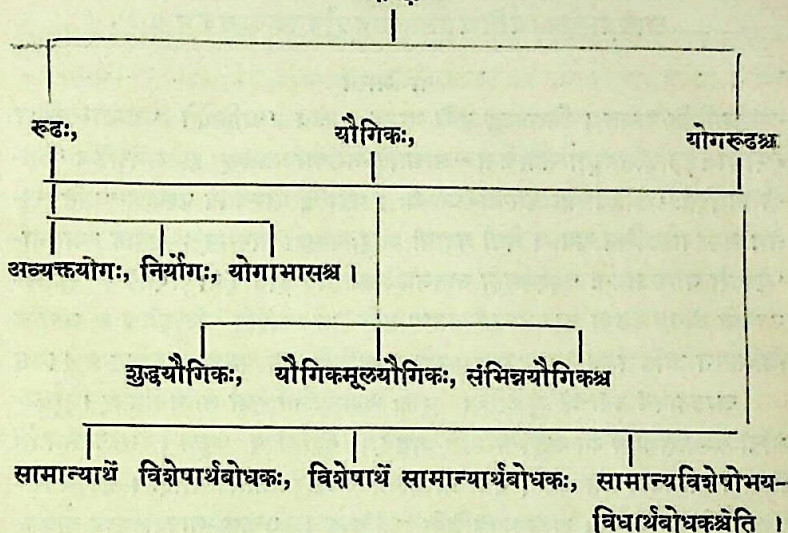 रूढः, यौगिकः, योगरूढश्च
अव्यक्तयोगः, निर्योगः, योगाभासश्च ।
शुद्धयौगिकः, यौगिकमूलयौगिकः, संभिन्नयौगिकश्च
सामान्यार्थे विशेषार्थबोधकः, विशेषार्थे सामान्यार्थबोधकः, सामान्यविशेषोभय-
विधार्थबोधकश्चेति ।